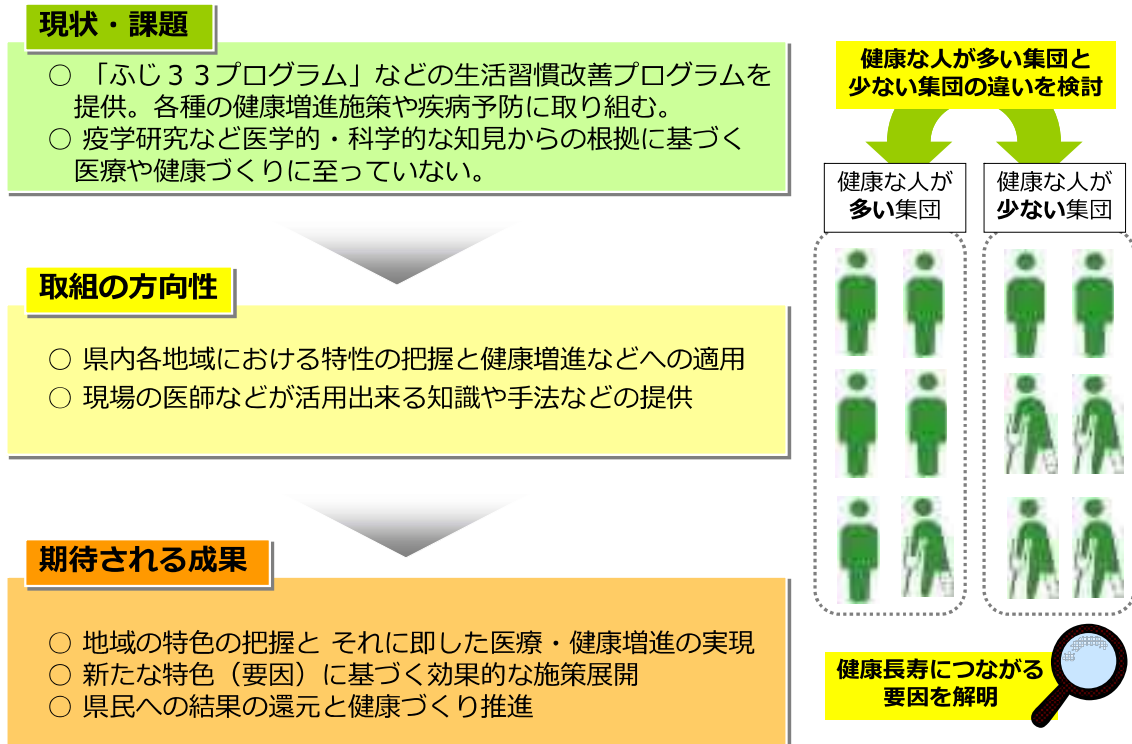 現状・課題
○ 「ふじ３３プログラム」などの生活習慣改善プログラムを
提供。各種の健康増進施策や疾病予防に取り組む。
○ 疫学研究など医学的・科学的な知見からの根拠に基づく
医療や健康づくりに至っていない。
取組の方向性
○ 県内各地域における特性の把握と健康増進などへの適用
○ 現場の医師などが活用出来る知識や手法などの提供
期待される成果
○ 地域の特色の把握と それに即した医療・健康増進の実現
○ 新たな特色（要因）に基づく効果的な施策展開
○ 県民への結果の還元と健康づくり推進
健康な人が多い集団と
少ない集団の違いを検討
健康な人が
多い集団
健康な人が
少ない集団
健康長寿につながる
要因を解明